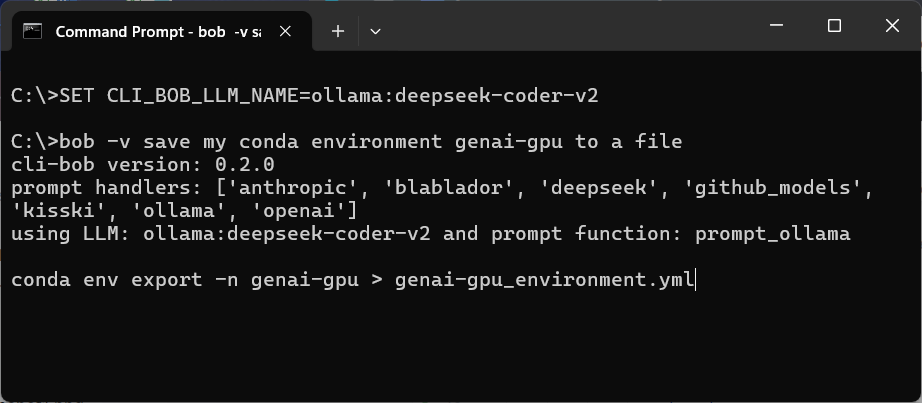 Command Prompt - bob -v sa
C:\>SET CLI_BOB_LLM_NAME=ollama:deepseek-coder-v2
C:\>bob -v save my conda environment genai-gpu to a file
cli-bob version: 0.2.0
prompt handlers: ['anthropic', 'blablador', 'deepseek', 'github_models',
'kisski', 'ollama', 'openai']
using LLM: ollama:deepseek-coder-v2 and prompt function: prompt_ollama
conda env export -n genai-gpu > genai-gpu_environment.yml